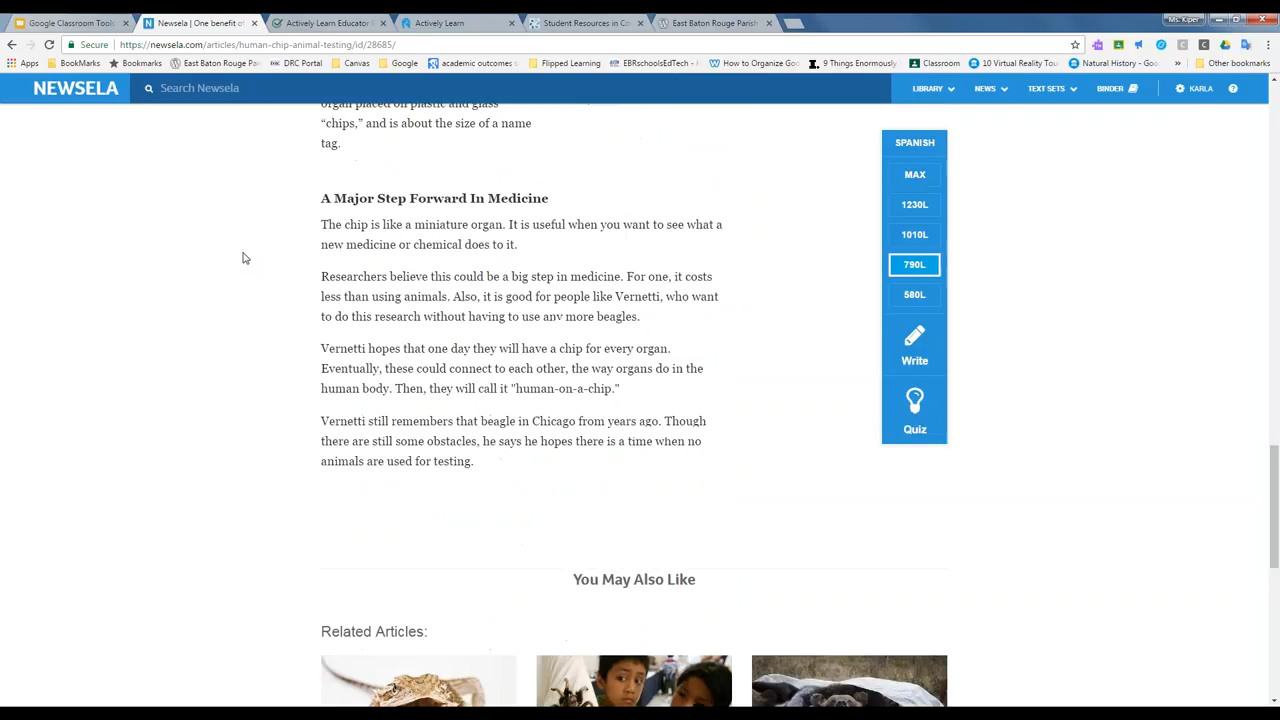 Google Classroom Tools
Newsela | One benefit of
Actively Learn Educator
Actively Learn
Student Resources in Co
East Baton Rouge Parish
Ms. Kiper
Secure
https://newsela.com/articles/human-chip-animal-testing/id/28685/
Apps
BookMarks
Bookmarks
East Baton Rouge Pa
DRC Portal
Canvas
Google
academic outcomes
Flipped Learning
EBRschoolsEdTech -
How to Organize Goo
9 Things Enormously
Classroom
10 Virtual Reality Tou
Natural History - Goo
»
Other bookmarks
NEWSELA
Search Newsela
LIBRARY
NEWS
TEXT SETS
BINDER
KARLA
organ placed on plastic and glass
“chips,” and is about the size of a name
tag.
A Major Step Forward In Medicine
The chip is like a miniature organ. It is useful when you want to see what a
new medicine or chemical does to it.
Researchers believe this could be a big step in medicine. For one, it costs
less than using animals. Also, it is good for people like Vernetti, who want
to do this research without having to use any more beagles.
Vernetti hopes that one day they will have a chip for every organ.
Eventually, these could connect to each other, the way organs do in the
human body. Then, they will call it "human-on-a-chip."
Vernetti still remembers that beagle in Chicago from years ago. Though
there are still some obstacles, he says he hopes there is a time when no
animals are used for testing.
SPANISH
MAX
1230L
1010L
790L
580L
Write
Quiz
You May Also Like
Related Articles: